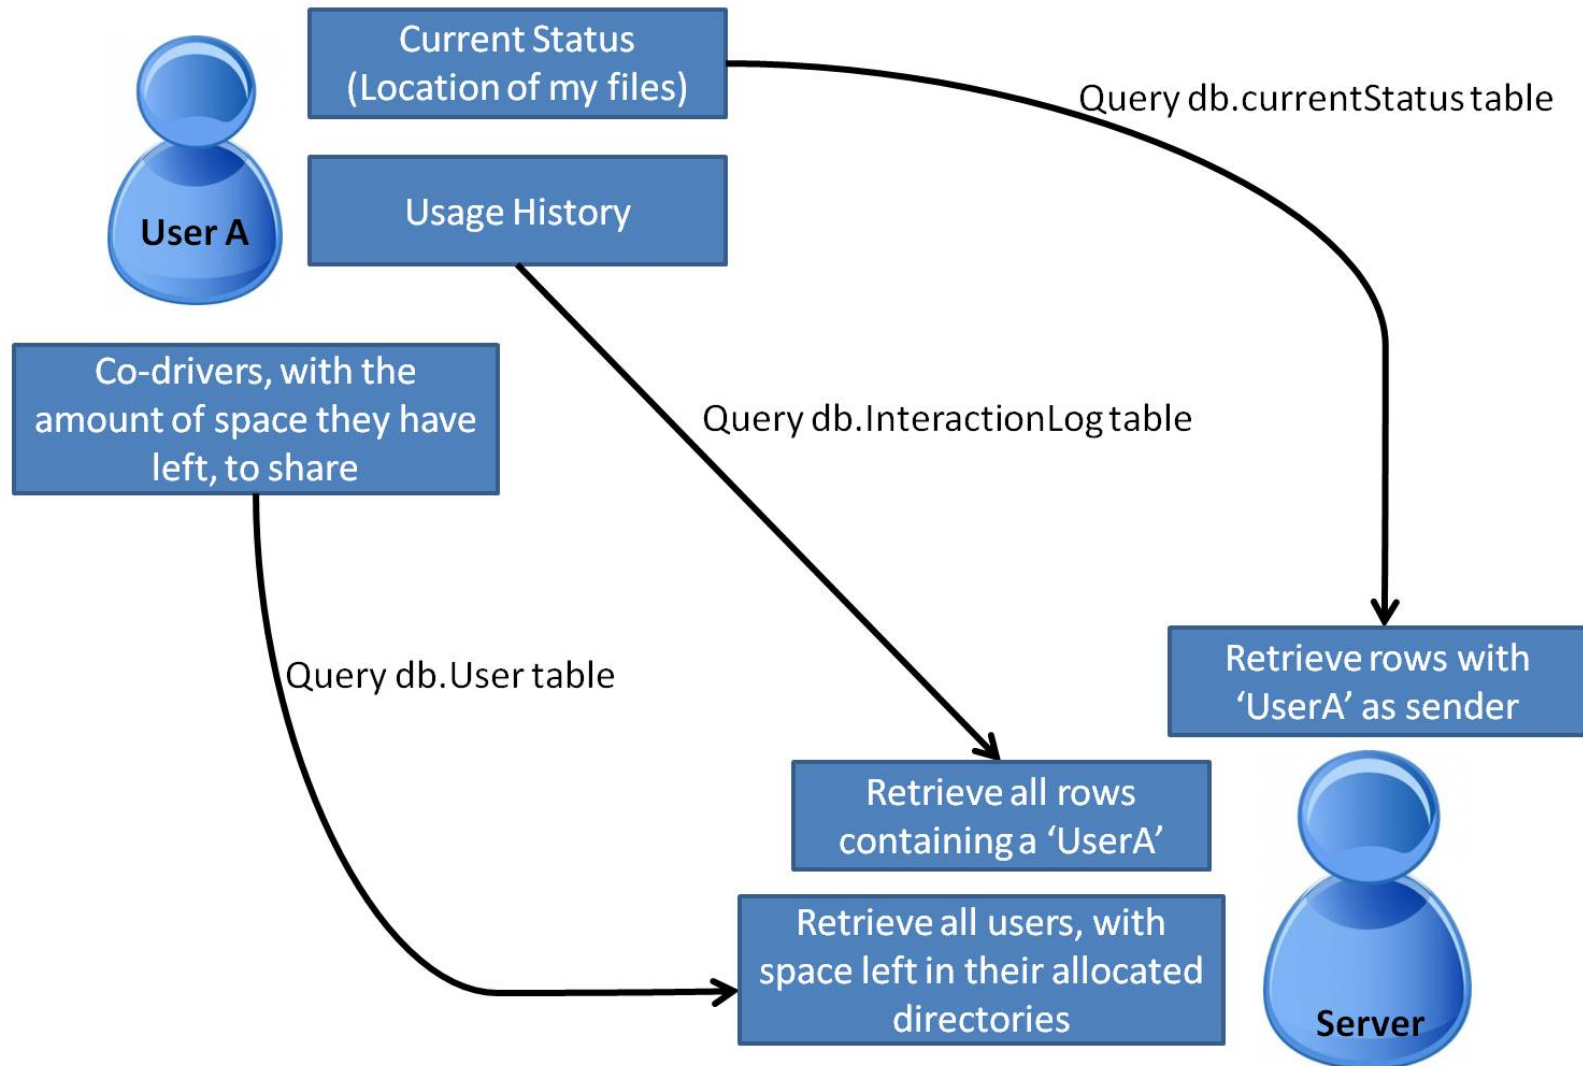 Current Status
(Location of my files)
Query db.currentStatus table
User A
Usage History
Co-drivers, with the
amount of space they have
left, to share
Query db.InteractionLog table
Query db.User table
Retrieve rows with
‘UserA’ as sender
Retrieve all rows
containing a ‘UserA’
Retrieve all users, with
space left in their allocated
directories
Server